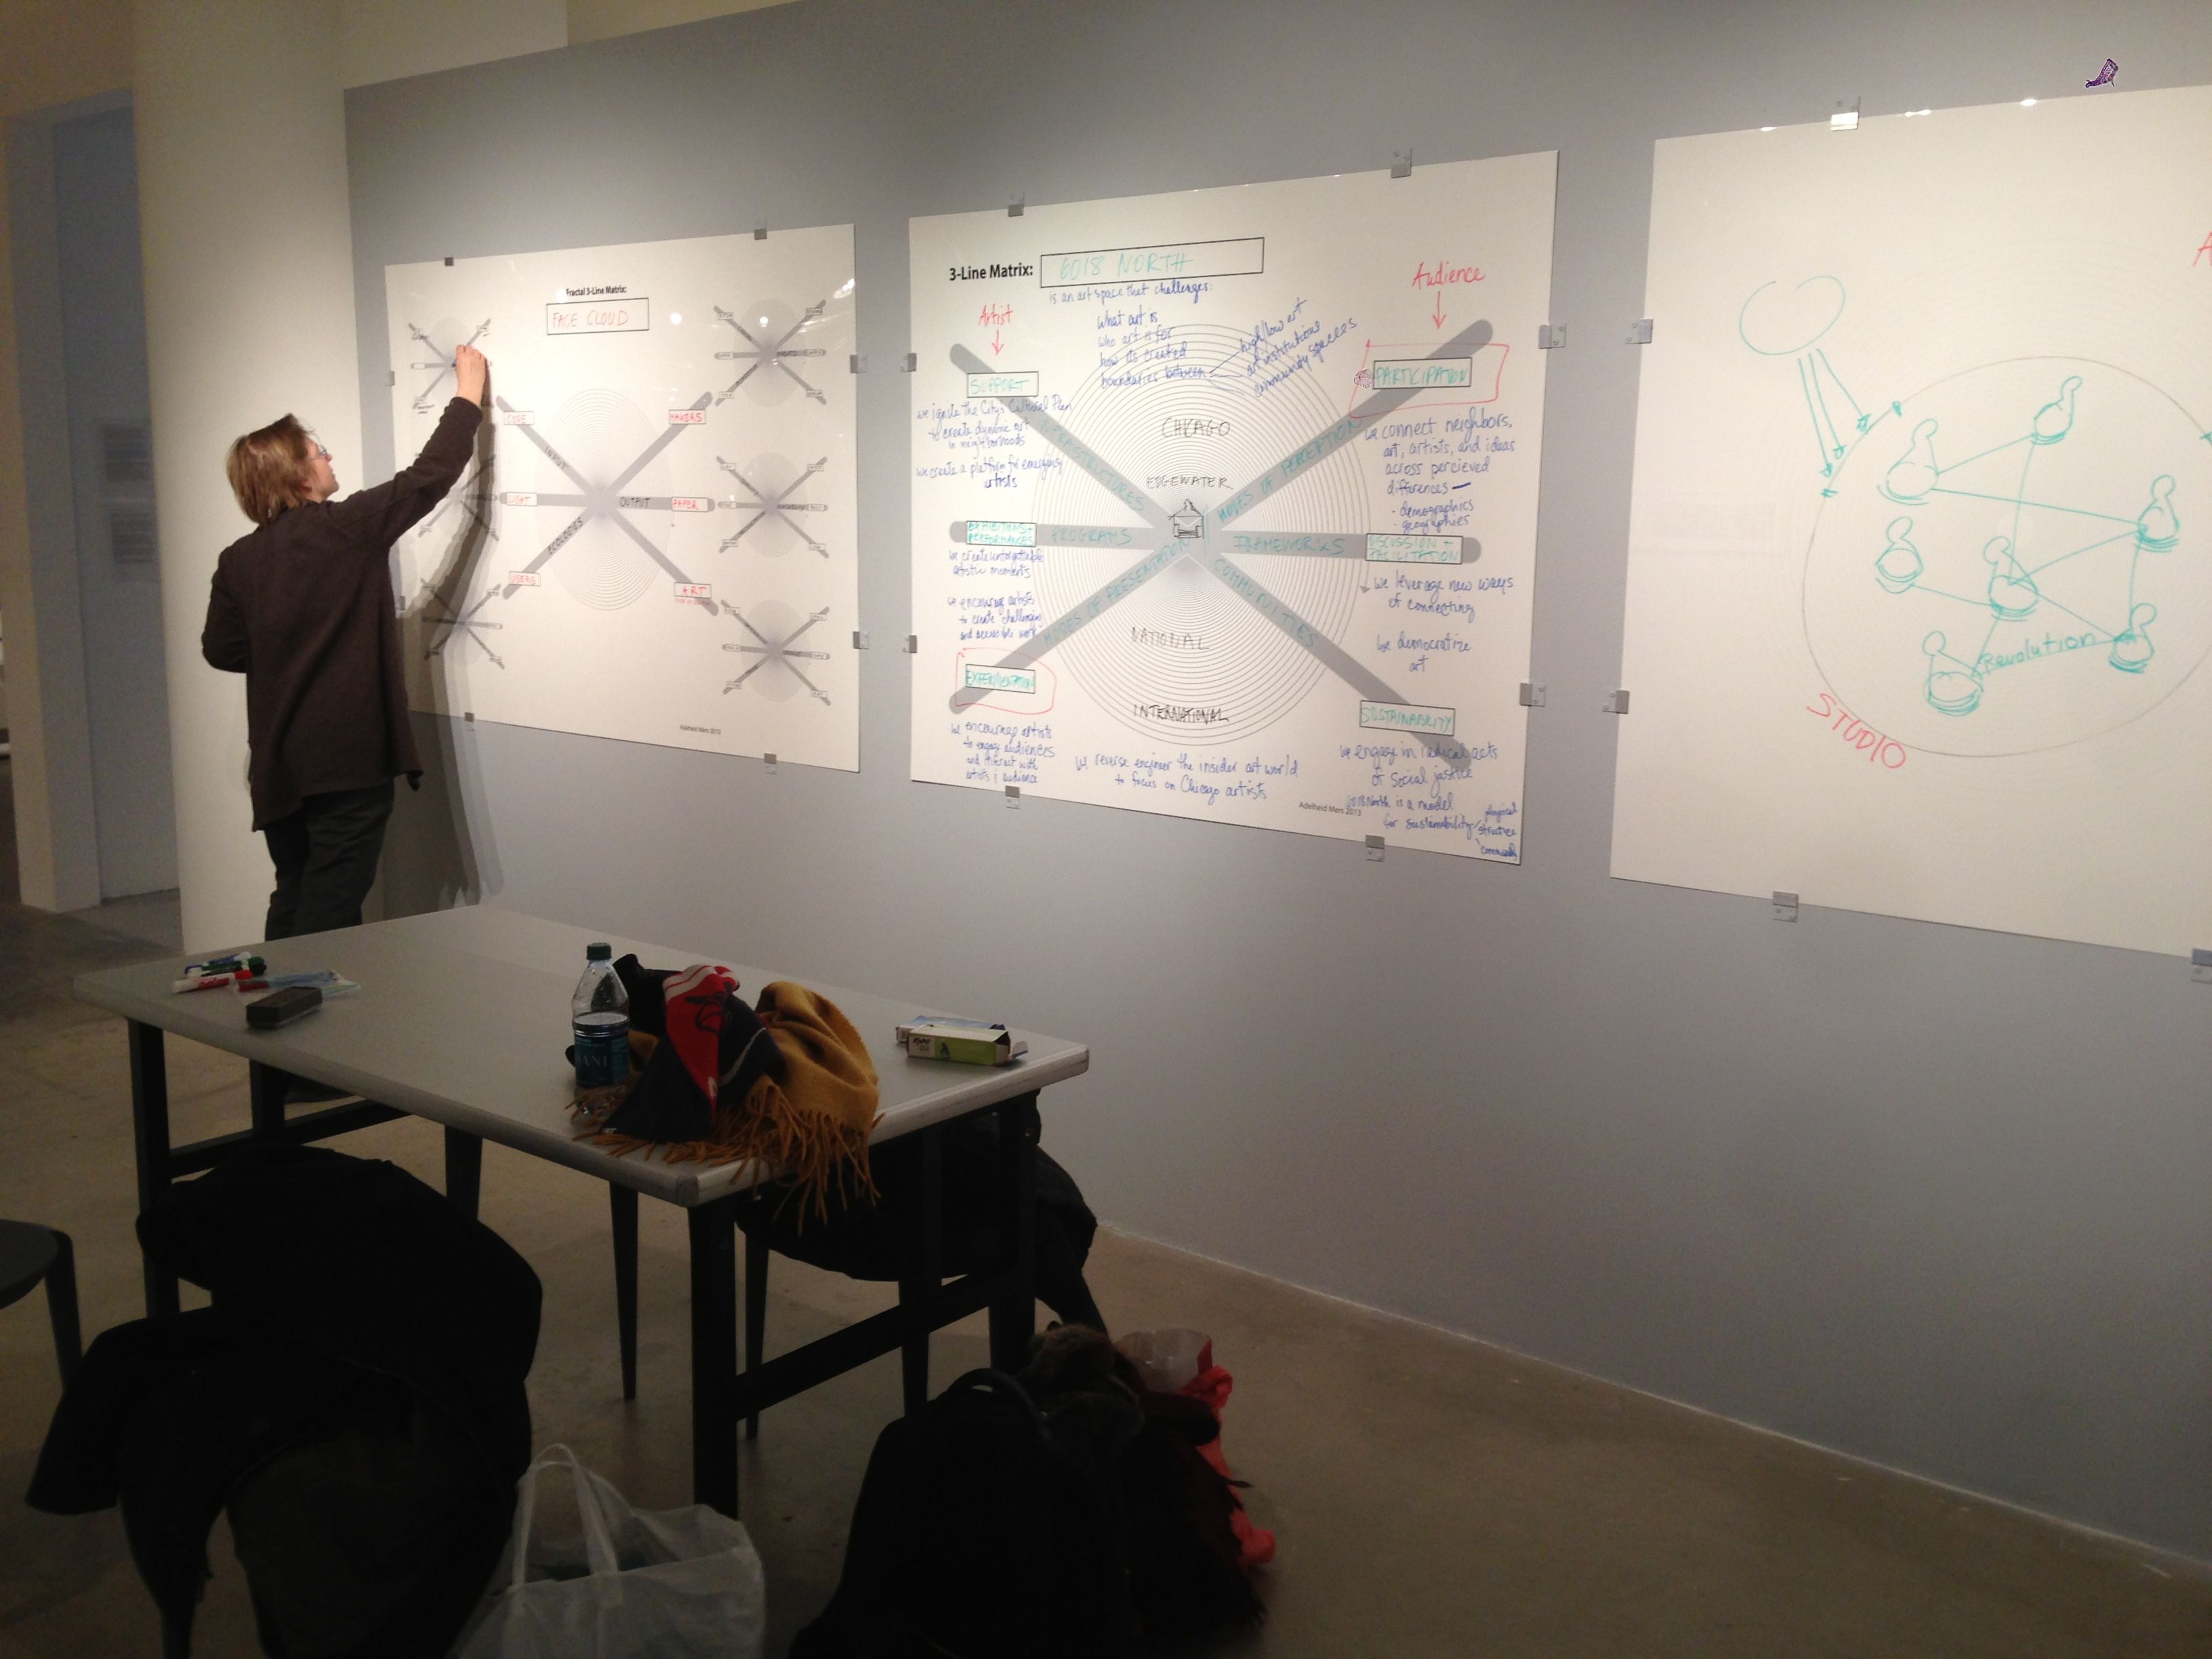 Fractal 3-Line Matrix:
FACE CLOUD
CODE
MAKERS
INPUT
LIGHT
OUTPUT
PAPER
ECOLOGIES
USERS
ART
Adelheid Mers 2013
3-Line Matrix:
6018 NORTH
is an art space that challenges:
What art is
who art is for
how its created
boundaries between
high/low art
art institutions
community spaces
Artist
Audience
SUPPORT
we ignite the City's Cultural Plan
to create dynamic art
in neighborhoods
we create a platform for emerging
artists
INFRASTRUCTURES
CHICAGO
EDGEWATER
MODES OF PERCEPTION
PARTICIPATION
we connect neighbors,
art, artists, and ideas
across percieved
differences —
- demographics
- geographies
EXHIBITIONS +
PERFORMANCES
PROGRAMS
FRAMEWORKS
DISCUSSION +
FACILITATION
we create unforgettable
artistic moments
we encourage artists
to create challenging
and accessible work
MODES OF PRESENTATION
COMMUNITIES
we leverage new ways
of connecting
we democratize
art
EXPERIMENTATION
NATIONAL
INTERNATIONAL
SUSTAINABILITY
we encourage artists
to engage audiences
and interact with
artists & audience
we reverse engineer the insider art world
to focus on Chicago artists
we engage in radical acts
of social justice
6018 North is a model
for sustainability
physical
structure
community
Adelheid Mers 2013
Revolution
STUDIO
A